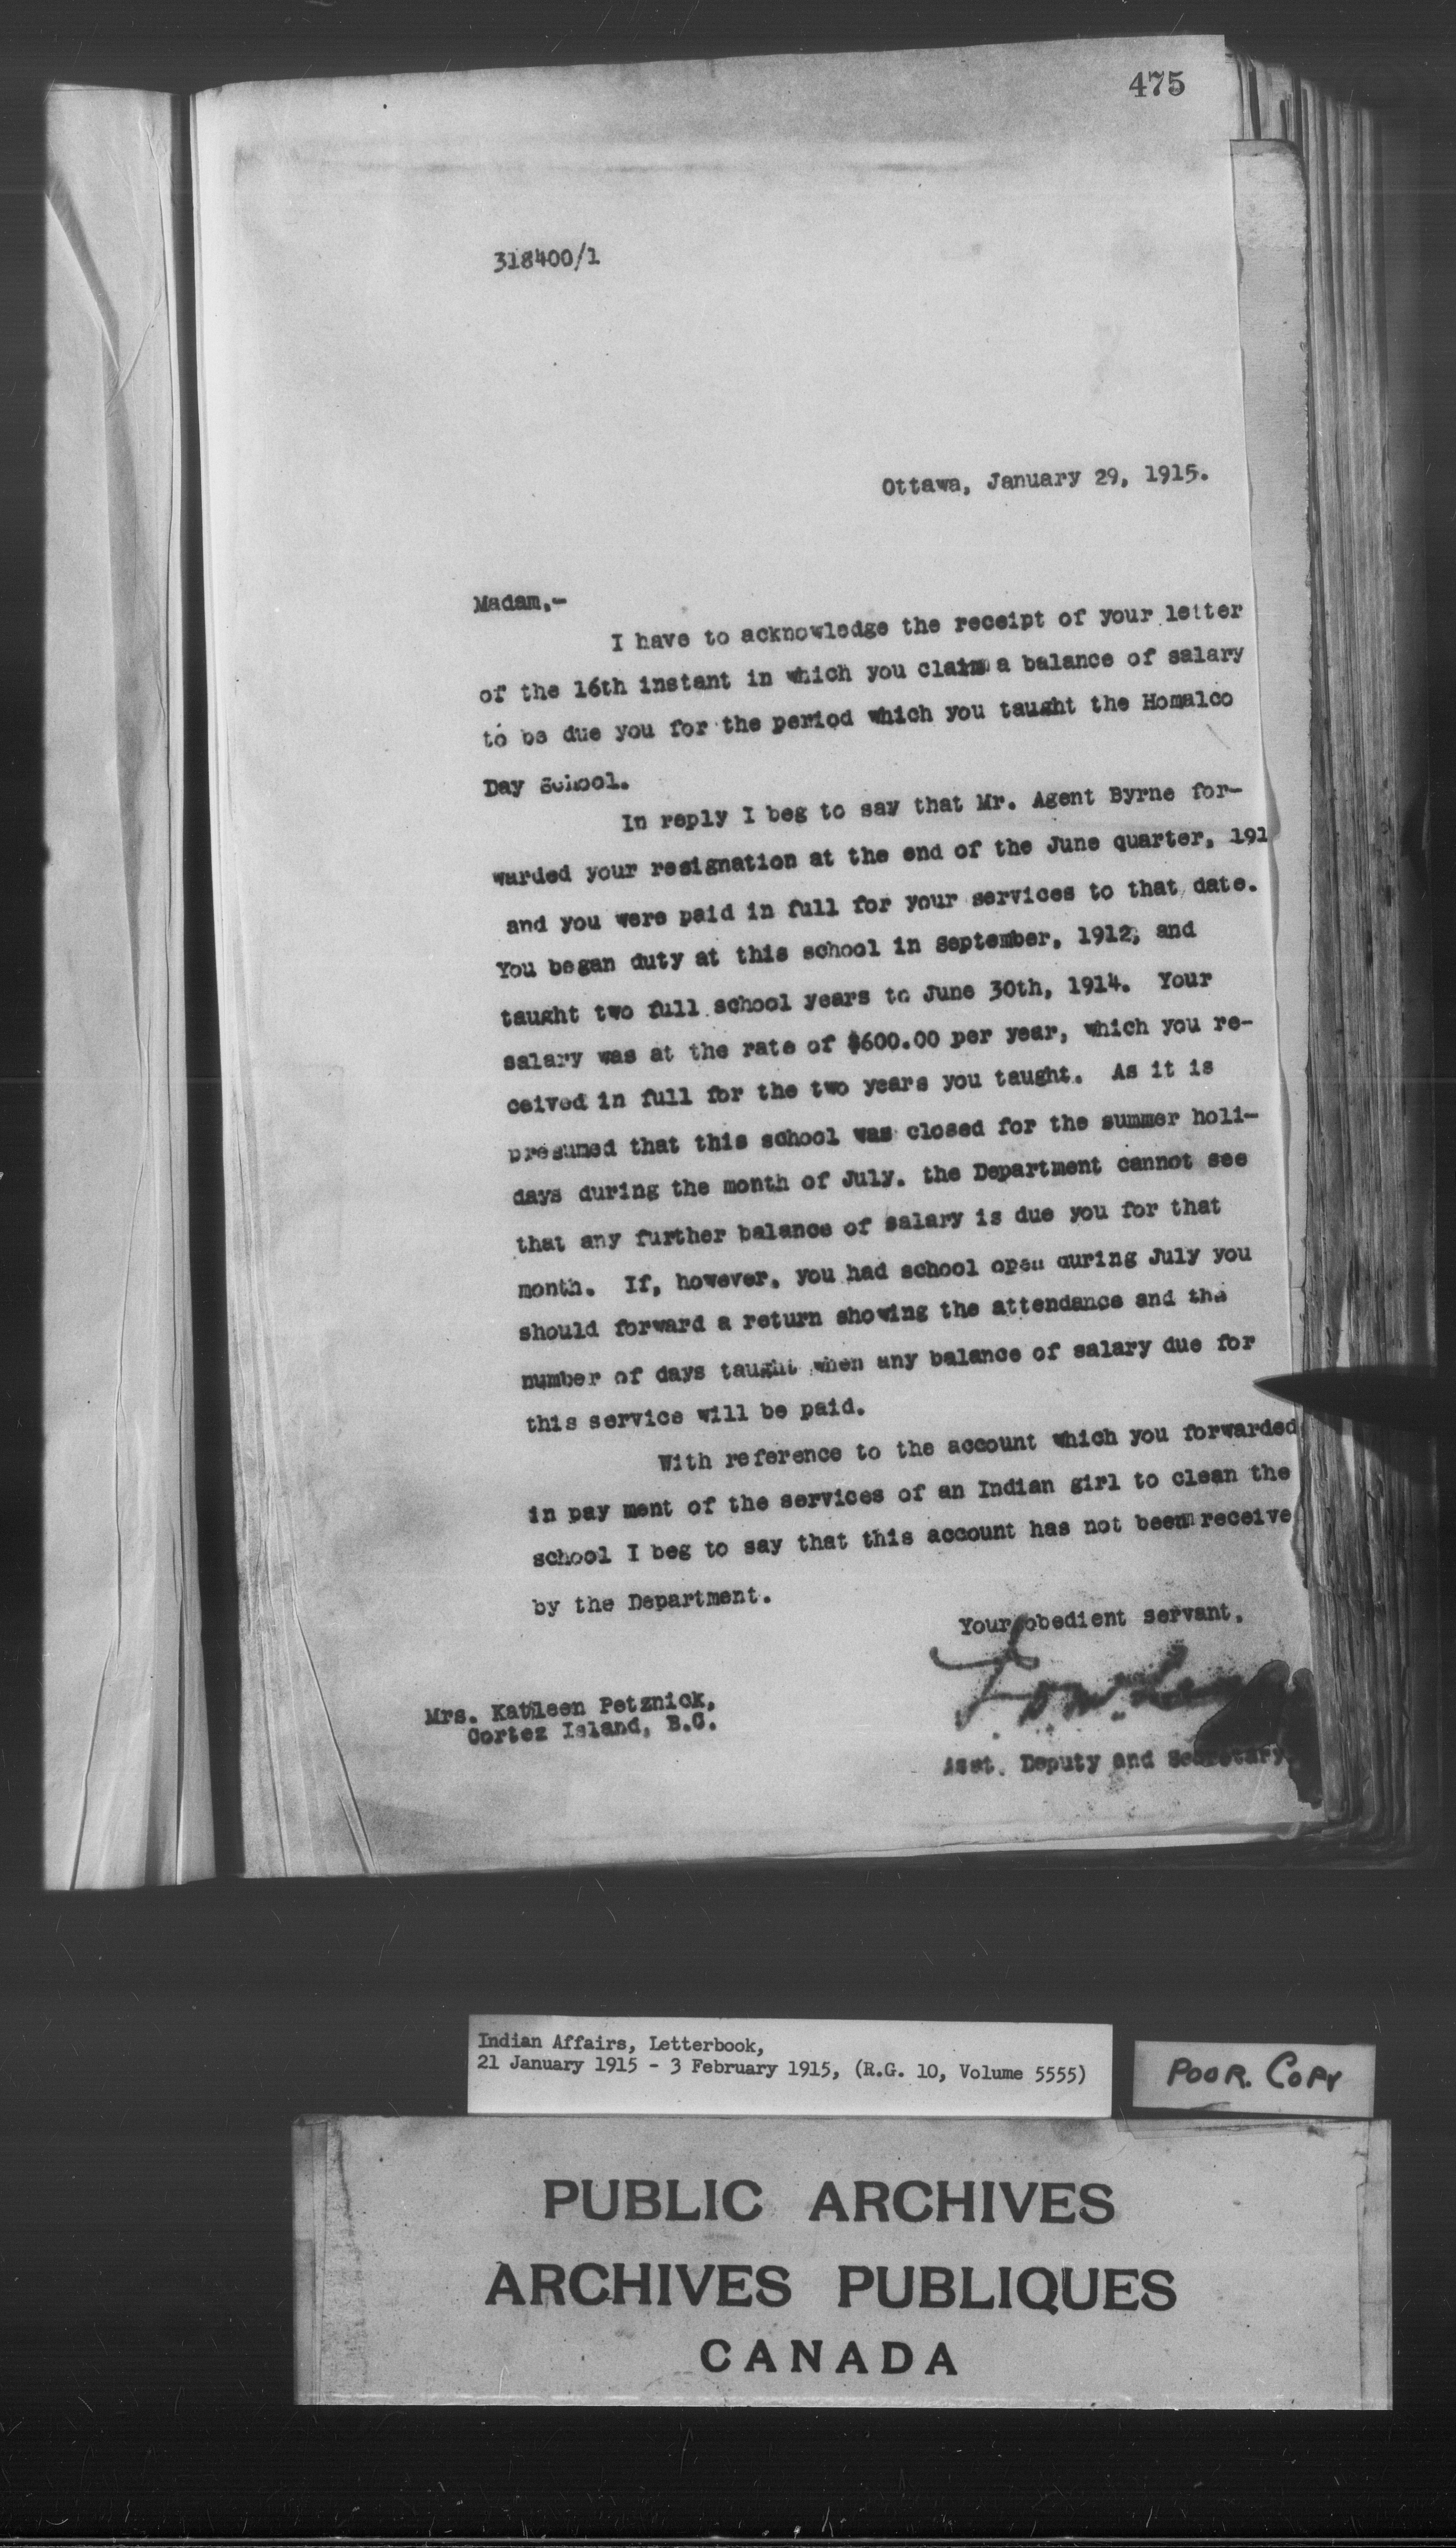 475
318400/1
Ottawa, January 29, 1915.
Madam,-
I have to acknowledge the receipt of your letter
of the 16th instant in which you claim a balance of salary
to be due you for the period which you taught the Homalco
Day School.
In reply I beg to say that Mr. Agent Byrne for-
warded your resignation at the end of the June quarter, 191
and you were paid in full for your services to that date.
You began duty at this school in September, 1912, and
taught two full school years to June 30th, 1914. Your
salary was at the rate of $600.00 per year, which you re-
ceived in full for the two years you taught. As it is
presumed that this school was closed for the summer holi-
days during the month of July. the Department cannot see
that any further balance of salary is due you for that
month. If, however, you had school open during July you
should forward a return showing the attendance and the
number of days taught when any balance of salary due for
this service will be paid.
With reference to the account which you forwarded
in pay ment of the services of an Indian girl to clean the
school I beg to say that this account has not been receive
by the Department.
Your obedient servant,
Mrs. Kathleen Petznick,
Cortez Island, B.C.
Asst. Deputy and Secretary
Indian Affairs, Letterbook,
21 January 1915 - 3 February 1915, (R.G. 10, Volume 5555)
POOR. COPY
PUBLIC ARCHIVES
ARCHIVES PUBLIQUES
CANADA